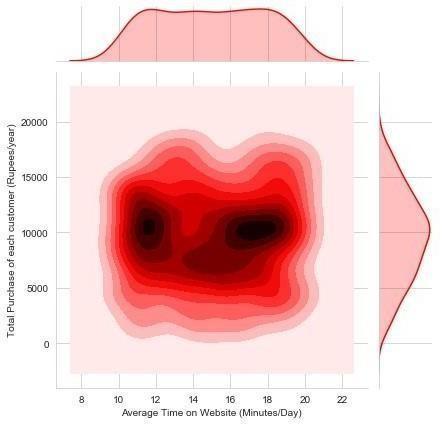 20000
15000
10000
5000
0
Total Purchase of each customer (Rupees/year)
8 10 12 14 16 18 20 22
Average Time on Website (Minutes/Day)